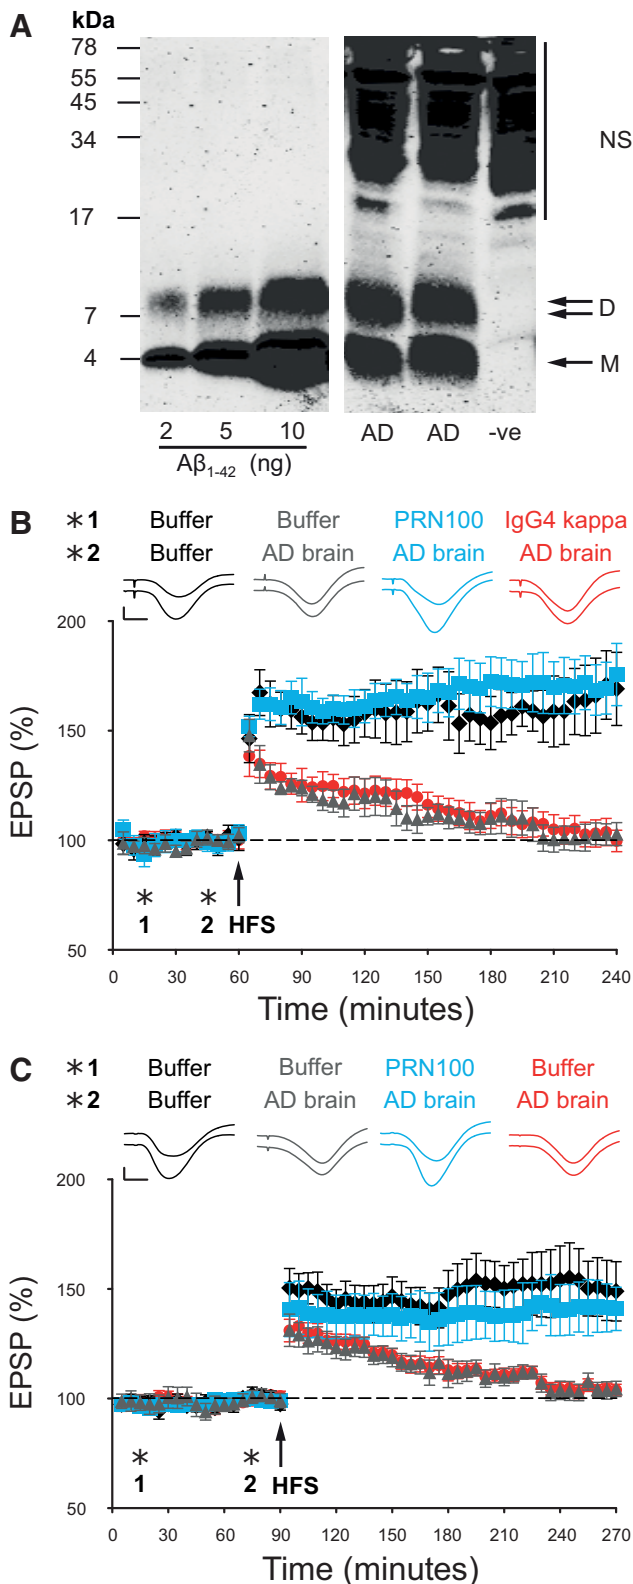 A kDa
78
55
45
34
17
7
4
NS
D
M
2 5 10 AD AD -ve
Aβ1-42 (ng)
B
*1 Buffer Buffer PRN100 IgG4 kappa
*2 Buffer AD brain AD brain AD brain
200
150
100
50
EPSP (%)
* *
1 2 HFS
0 30 60 90 120 150 180 210 240
Time (minutes)
C
*1 Buffer Buffer PRN100 Buffer
*2 Buffer AD brain AD brain AD brain
200
150
100
50
EPSP (%)
* *
1 2 HFS
0 30 60 90 120 150 180 210 240 270
Time (minutes)